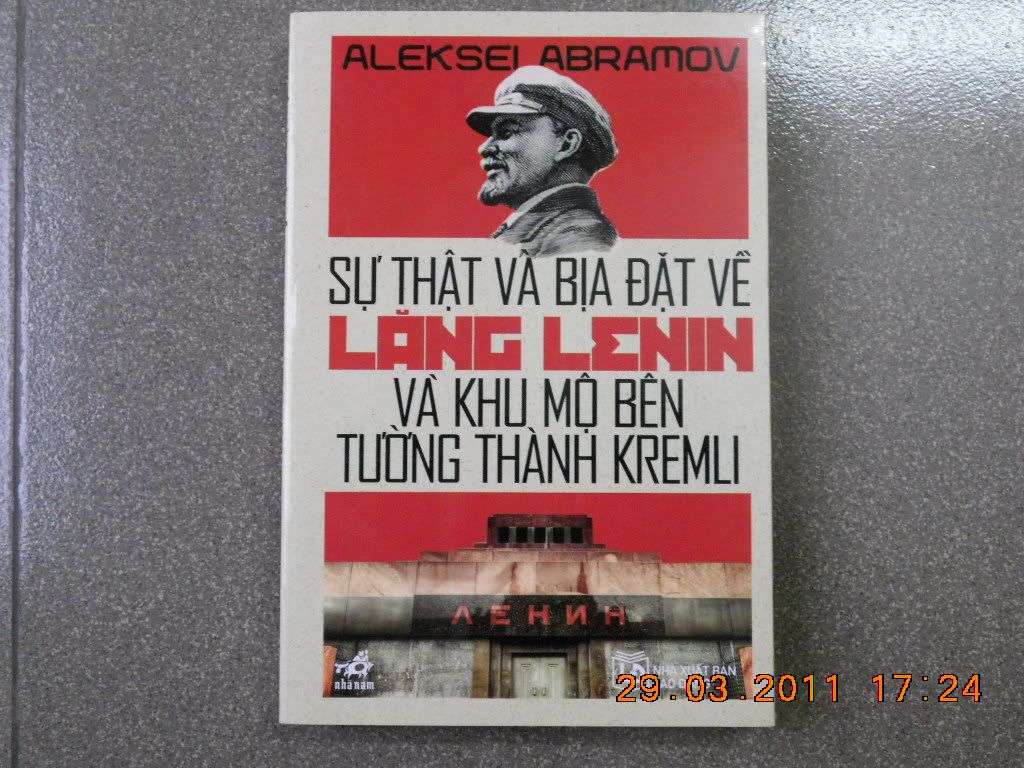 ALEKSEI ABRAMOV
SỰ THẬT VÀ BỊA ĐẶT VỀ
LĂNG LENIN
VÀ KHU MỘ BÊN
TƯỜNG THÀNH KREMLI
ЛЕНИН
nhã nam
NHÀ XUẤT BẢN
29.03.2011 17:24